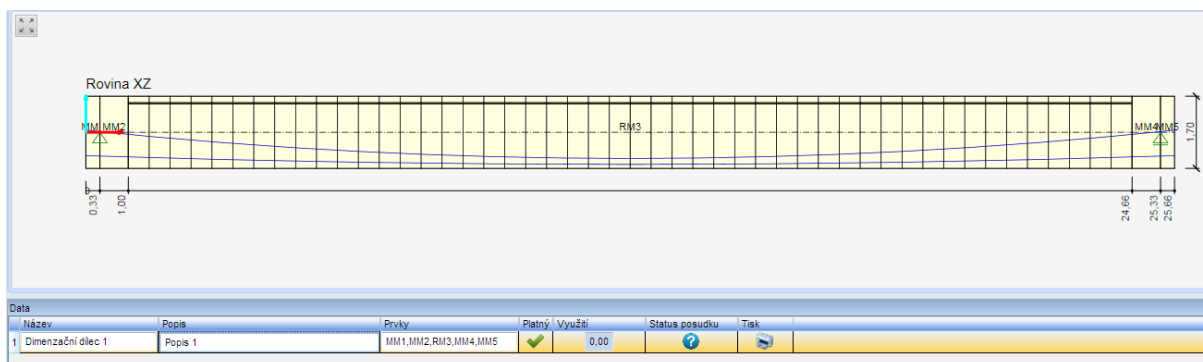 Rovina XZ
MM MM2 RM3 MM4 MM5
1,70
0,33 1,00 24,66 25,33 25,66
Data
Název Popis Prvky Platný Využití Status posudku Tisk
1 Dimenzační dílec 1 Popis 1 MM1,MM2,RM3,MM4,MM5 0,00